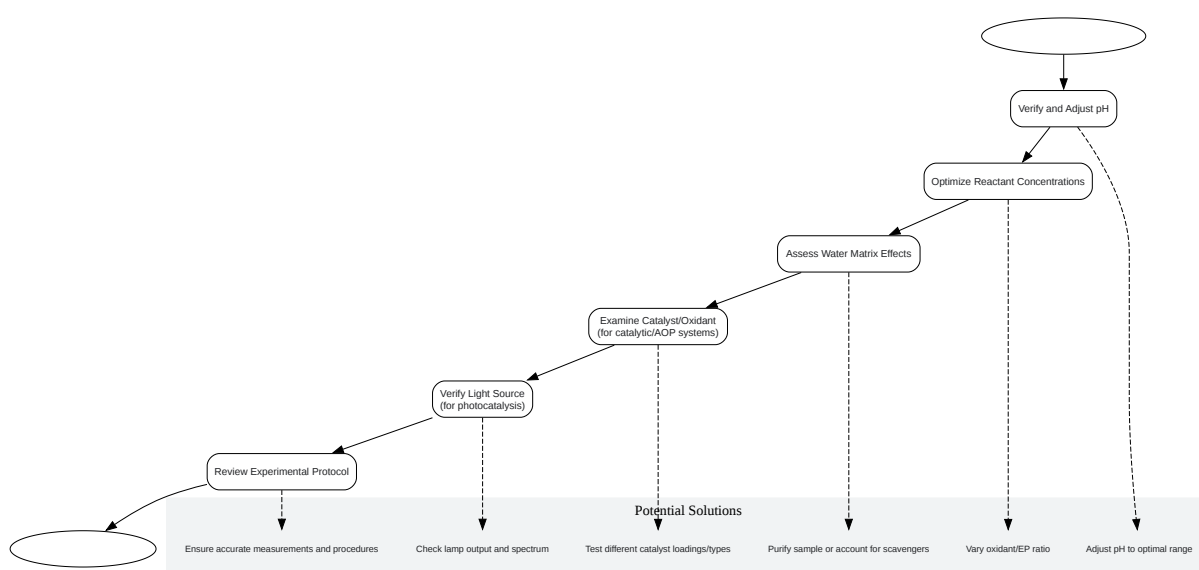 Verify and Adjust pH
Optimize Reactant Concentrations
Assess Water Matrix Effects
Examine Catalyst/Oxidant
(for catalytic/AOP systems)
Verify Light Source
(for photocatalysis)
Review Experimental Protocol
Potential Solutions
Ensure accurate measurements and procedures
Check lamp output and spectrum
Test different catalyst loadings/types
Purify sample or account for scavengers
Vary oxidant/EP ratio
Adjust pH to optimal range